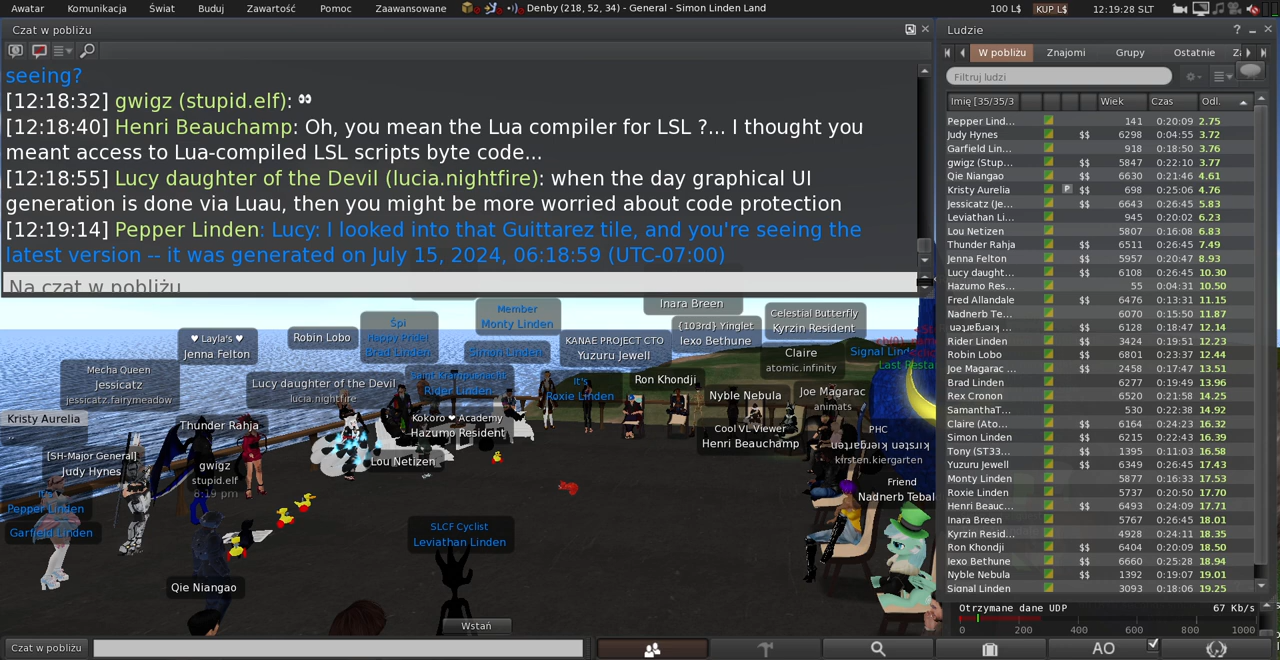 Awatar Komunikacja Świat Buduj Zawartość Pomoc Zaawansowane Denby (218, 52, 34) - General - Simon Linden Land 100 L$ KUP L$ 12:19:28 SLT
Czat w pobliżu
seeing?
[12:18:32] gwigz (stupid.elf): 👀
[12:18:40] Henri Beauchamp: Oh, you mean the Lua compiler for LSL ?... I thought you
meant access to Lua-compiled LSL scripts byte code...
[12:18:55] Lucy daughter of the Devil (lucia.nightfire): when the day graphical UI
generation is done via Luau, then you might be more worried about code protection
[12:19:14] Pepper Linden: Lucy: I looked into that Guittarez tile, and you're seeing the
latest version -- it was generated on July 15, 2024, 06:18:59 (UTC-07:00)
Na czat w pobliżu
Inara Breen
Member
Monty Linden
Celestial Butterfly
Kyrzin Resident
Śpi
Happy Pride!
Brad Linden
{103rd} Yinglet
Iexo Bethune
♥ Layla's ♥
Jenna Felton
Robin Lobo
KANAE PROJECT CTO
Yuzuru Jewell
Simon Linden
Claire
atomic.infinity
Signal Lind
Last Resta
Mecha Queen
Jessicatz
jessicatz.fairymeadow
Lucy daughter of the Devil
lucia.nightfire
Rider Linden
It's
Roxie Linden
Ron Khondji
Nyble Nebula
Joe Magarac
animats
Kristy Aurelia
Thunder Rahja
Kokoro ❤ Academy
Hazumo Resident
Cool VL Viewer
Henri Beauchamp
PHC
kirsten.kiergarten
[SH-Major General]
Judy Hynes
Lou Netizen
gwigz
stupid.elf
8:19 pm
Friend
Nadnerb Tebal
It's
Pepper Linden
Garfield Linden
SLCF Cyclist
Leviathan Linden
Qie Niangao
Wstań
Czat w pobliżu
AO
Ludzie
W pobliżu Znajomi Grupy Ostatnie
Filtruj ludzi
Imię [35/35/3 Wiek Czas Odl.
Pepper Lind... 141 0:20:09 2.75
Judy Hynes $$ 6298 0:04:55 3.72
Garfield Lin... 918 0:18:50 3.76
gwigz (Stup... $$ 5847 0:22:10 3.77
Qie Niangao $$ 6630 0:21:46 4.61
Kristy Aurelia P $$ 698 0:26:05 4.76
Jessicatz (Je... $$ 6643 0:26:45 5.83
Leviathan Li... 945 0:20:02 6.23
Lou Netizen 5807 0:16:08 6.83
Thunder Rahja $$ 6511 0:26:45 7.49
Jenna Felton $$ 5957 0:20:47 8.93
Lucy daught... $$ 6108 0:26:45 10.30
Hazumo Res... 55 0:04:31 10.50
Fred Allandale $$ 6476 0:13:31 11.15
Nadnerb Te... 6070 0:15:50 11.87
$$ 6128 0:18:47 12.14
Rider Linden 3424 0:19:51 12.23
Robin Lobo $$ 6801 0:23:37 12.44
Joe Magarac ... $$ 2458 0:17:47 13.51
Brad Linden 6277 0:19:49 13.96
Rex Cronon 6520 0:21:58 14.25
SamanthaT... 530 0:22:38 14.92
Claire (Ato... $$ 6164 0:24:23 16.32
Simon Linden $$ 6215 0:22:43 16.39
Tony (ST33... $$ 1395 0:11:03 16.58
Yuzuru Jewell $$ 6349 0:26:45 17.43
Monty Linden 5877 0:16:33 17.53
Roxie Linden 5737 0:20:50 17.70
Henri Beauc... $$ 6493 0:24:09 17.71
Inara Breen 5767 0:26:45 18.01
Kyrzin Resid... 4928 0:24:11 18.35
Ron Khondji $$ 6404 0:20:09 18.50
Iexo Bethune $$ 6660 0:25:28 18.94
Nyble Nebula $$ 1392 0:19:07 19.01
Signal Linden 3093 0:18:06 19.25
Otrzymane dane UDP 67 Kb/s
0 200 400 600 800 1000